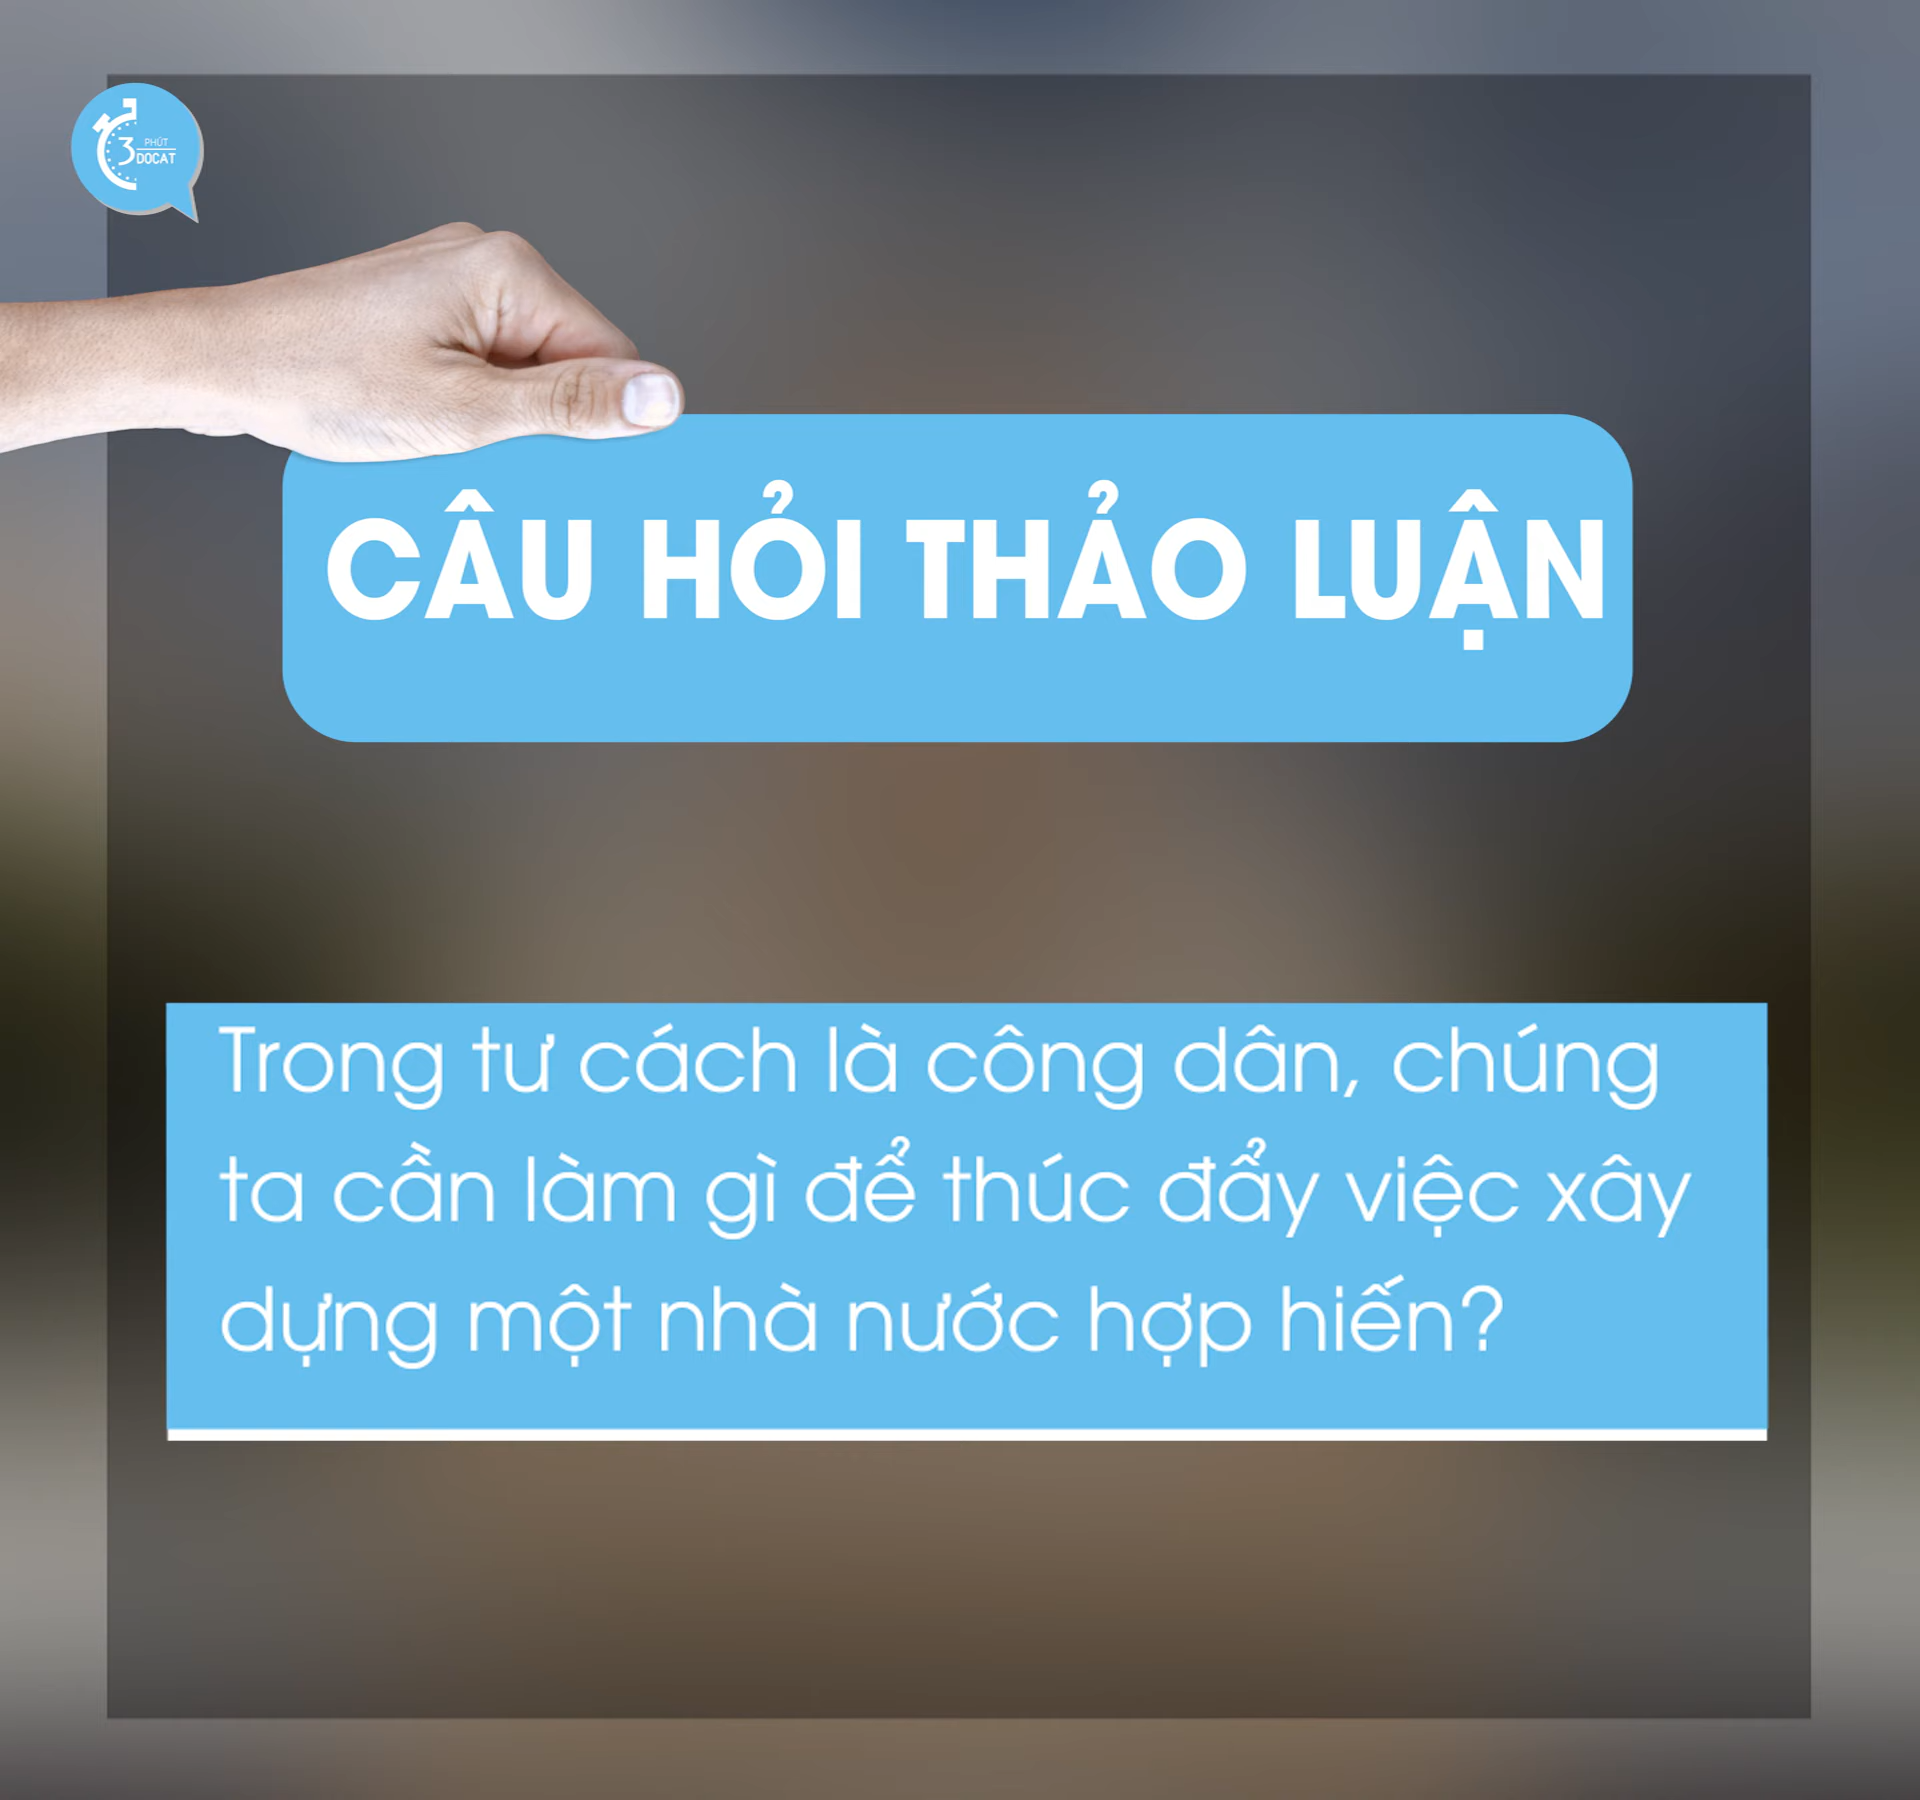 3 PHÚT
DOCAT
CÂU HỎI THẢO LUẬN
Trong tư cách là công dân, chúng
ta cần làm gì để thúc đẩy việc xây
dựng một nhà nước hợp hiến?